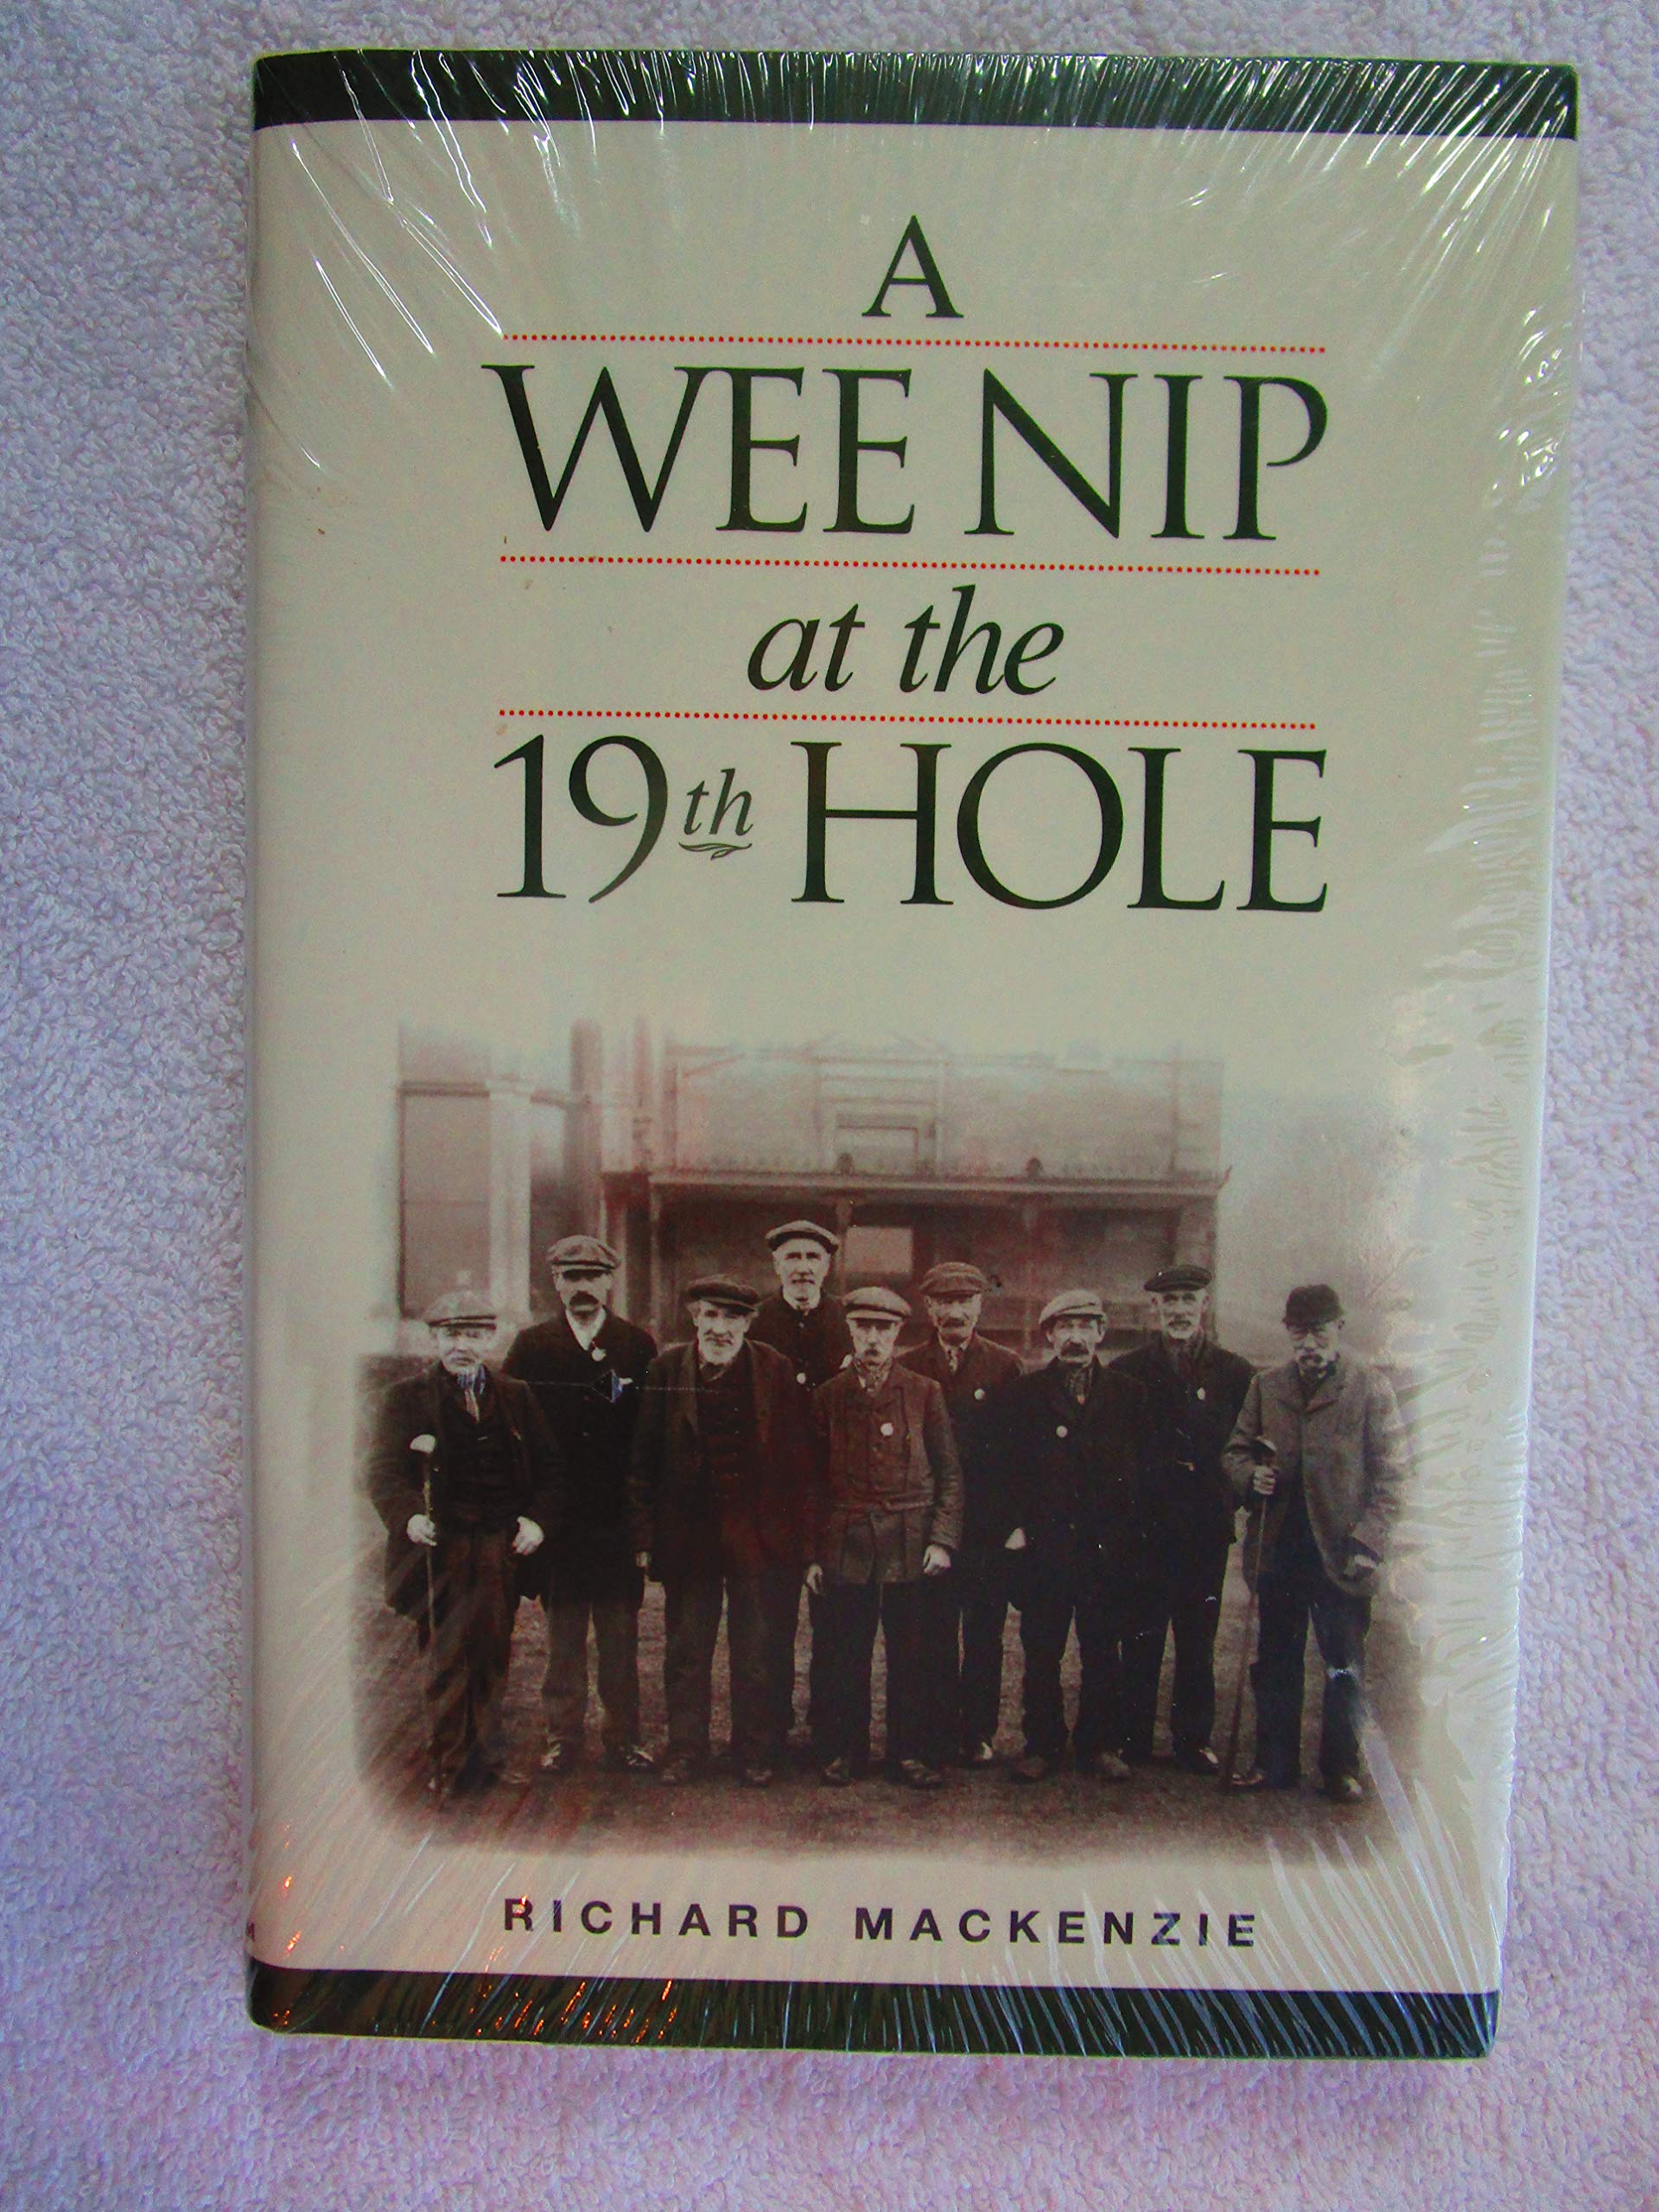 A
WEE NIP
at the
19th HOLE
RICHARD MACKENZIE